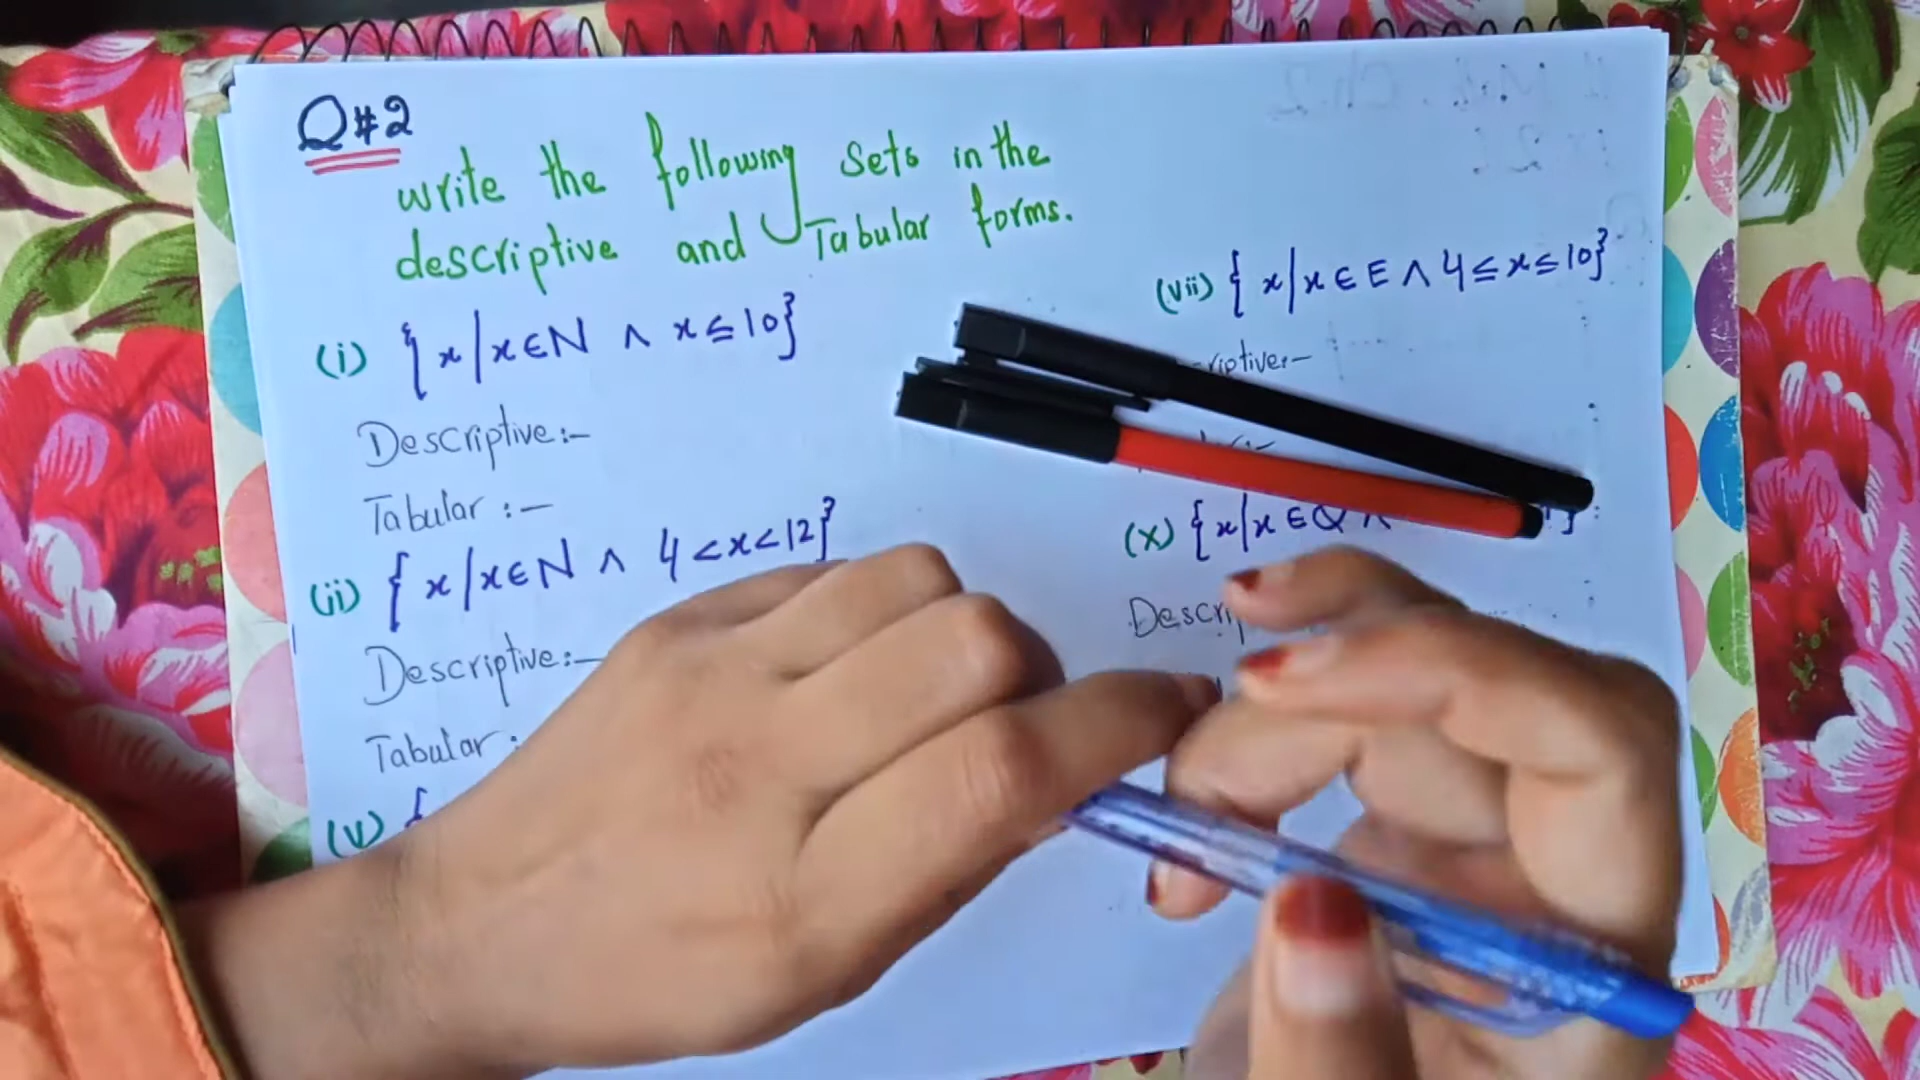 Q#2
write the following sets in the
descriptive and Tabular forms.
(i) {x/x∈N ∧ x≤10}
Descriptive:-
Tabular :-
(ii) {x/x∈N ∧ 4<x<12}
Descriptive:-
Tabular :
(v) {
(vii) {x/x∈E ∧ 4≤x≤10}
(x) {x/x∈Q ∧